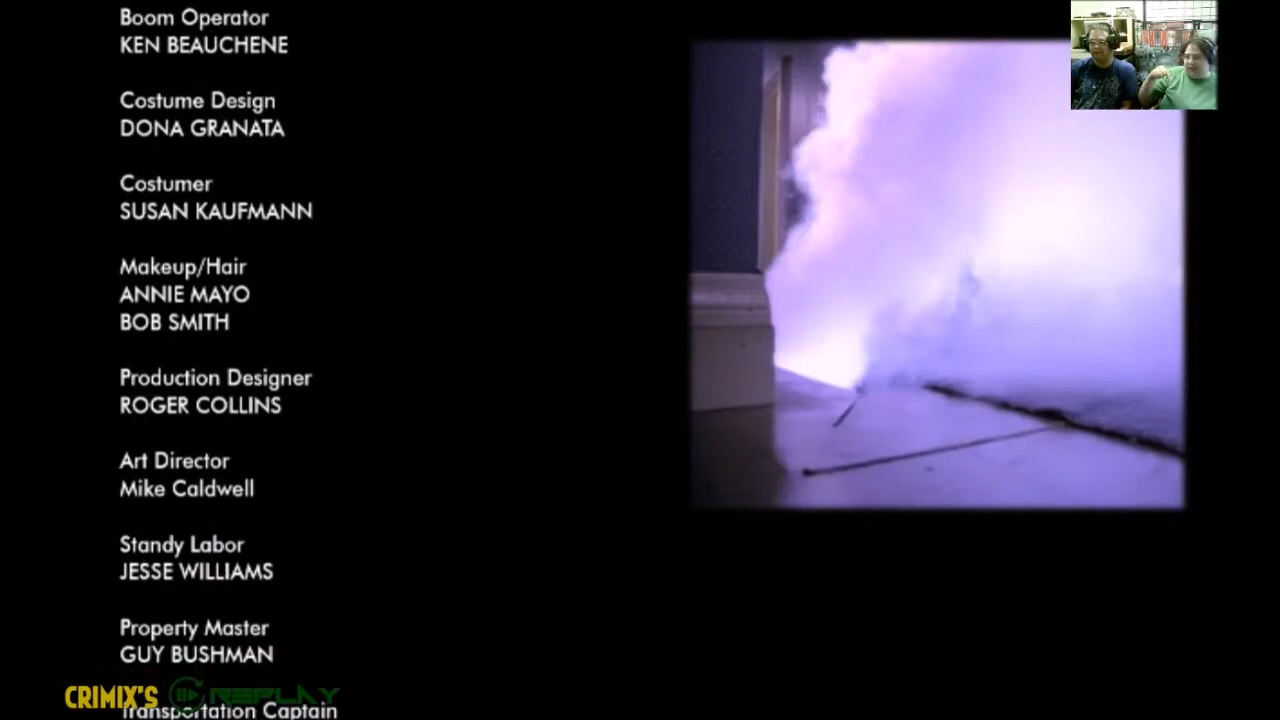 Boom Operator
KEN BEAUCHENE
Costume Design
DONA GRANATA
Costumer
SUSAN KAUFMANN
Makeup/Hair
ANNIE MAYO
BOB SMITH
Production Designer
ROGER COLLINS
Art Director
Mike Caldwell
Standy Labor
JESSE WILLIAMS
Property Master
GUY BUSHMAN
CRIMIX'S REPLAY
Transportation Captain